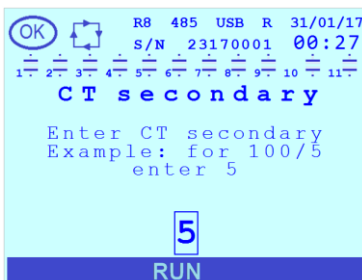 OK R8 485 USB R 31/01/17
S/N 23170001 00:27
1 2 3 4 5 6 7 8 9 10 11
CT secondary
Enter CT secondary
Example: for 100/5
enter 5
5
RUN